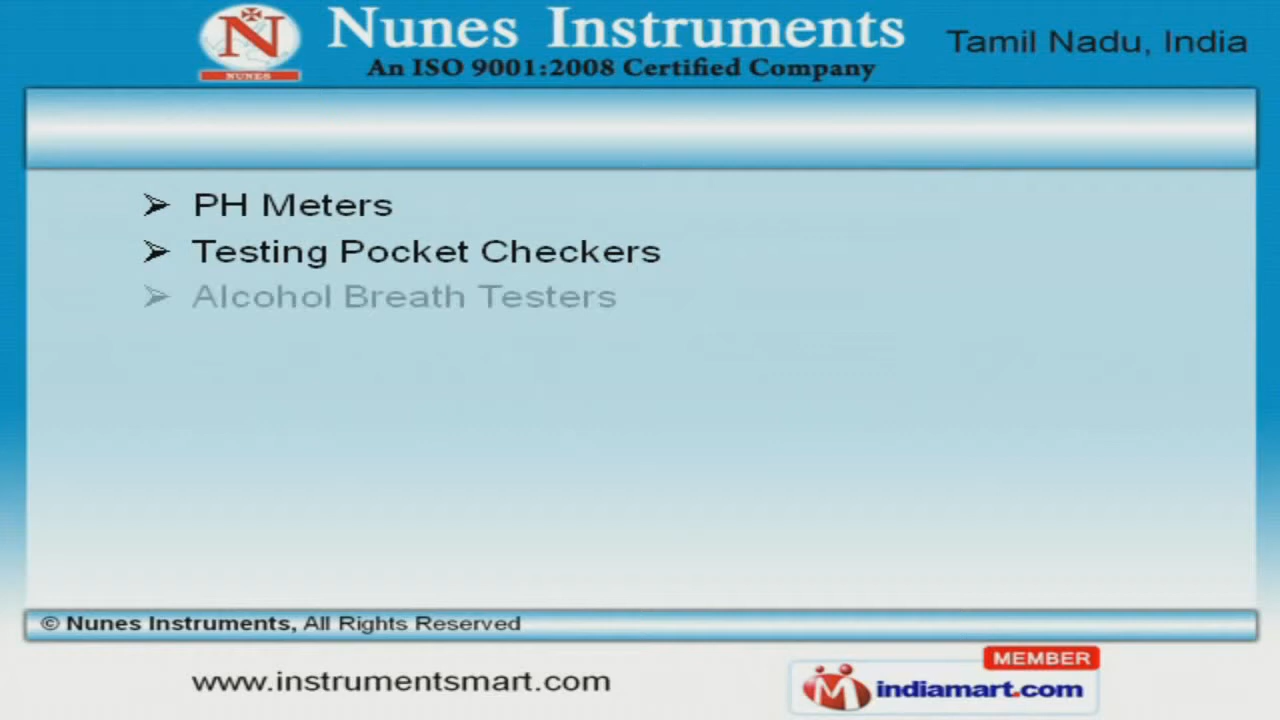 N
NUNES
Nunes Instruments
An ISO 9001:2008 Certified Company
Tamil Nadu, India
➢ PH Meters
➢ Testing Pocket Checkers
➢ Alcohol Breath Testers
© Nunes Instruments, All Rights Reserved
www.instrumentsmart.com
MEMBER
indiamart.com